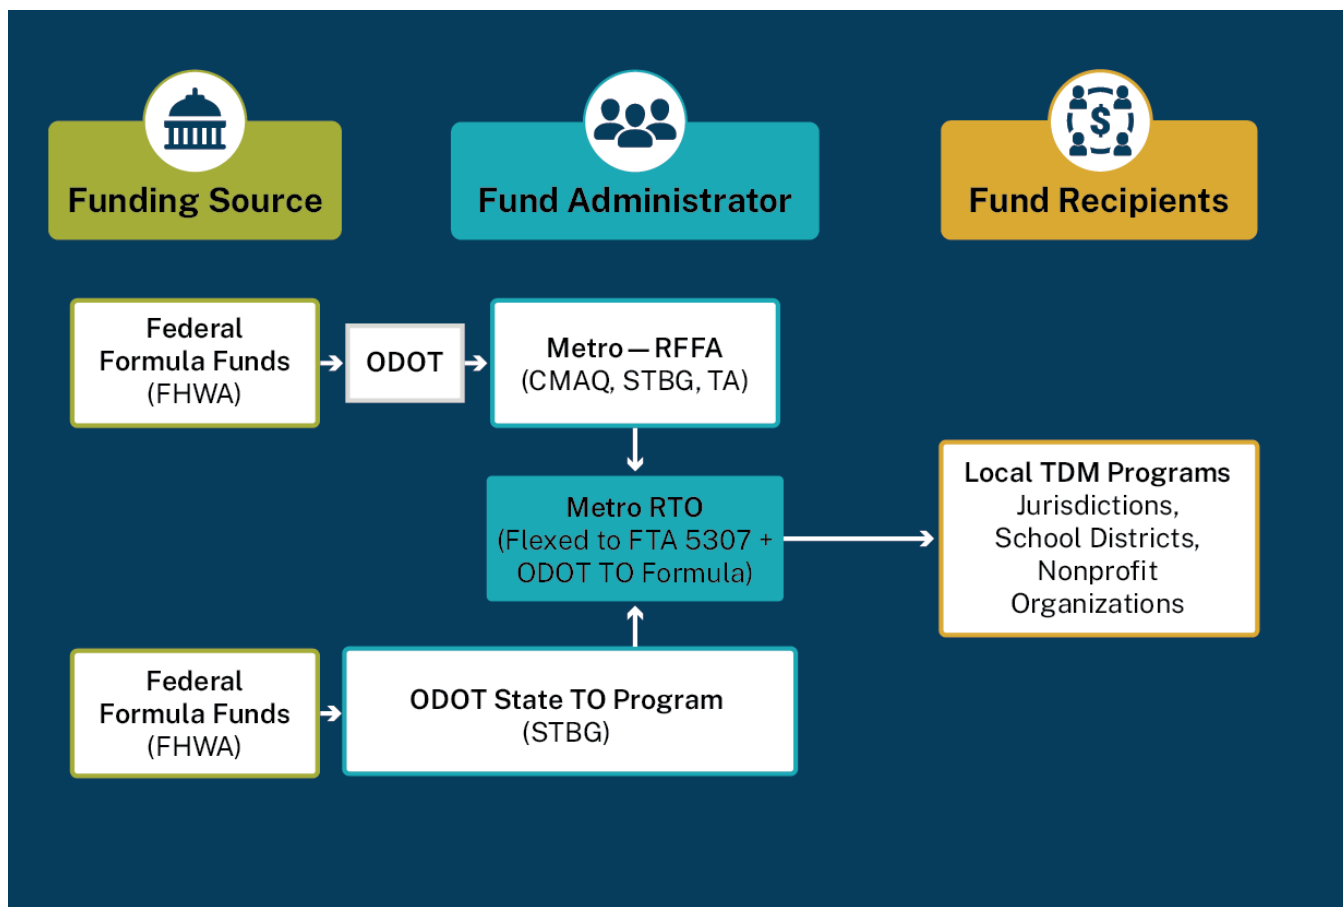 Funding Source
Fund Administrator
$
Fund Recipients
Federal
Formula Funds
(FHWA)
ODOT
Metro — RFFA
(CMAQ, STBG, TA)
Metro RTO
(Flexed to FTA 5307 +
ODOT TO Formula)
Local TDM Programs
Jurisdictions,
School Districts,
Nonprofit
Organizations
Federal
Formula Funds
(FHWA)
ODOT State TO Program
(STBG)